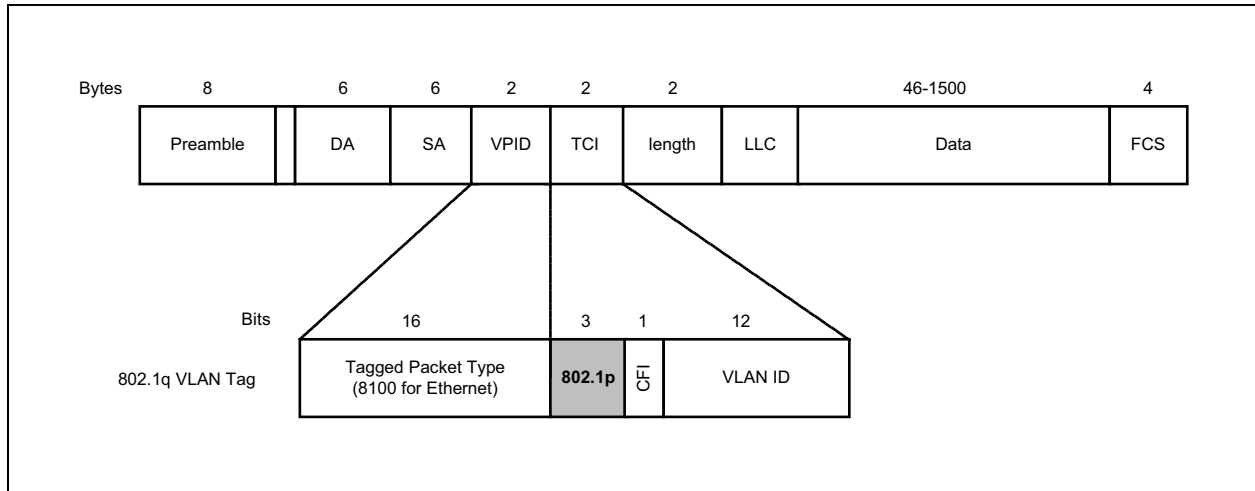 Bytes 8 6 6 2 2 2 46-1500 4
Preamble DA SA VPID TCI length LLC Data FCS
Bits 16 3 1 12
802.1q VLAN Tag
Tagged Packet Type
(8100 for Ethernet)
802.1p CFI VLAN ID